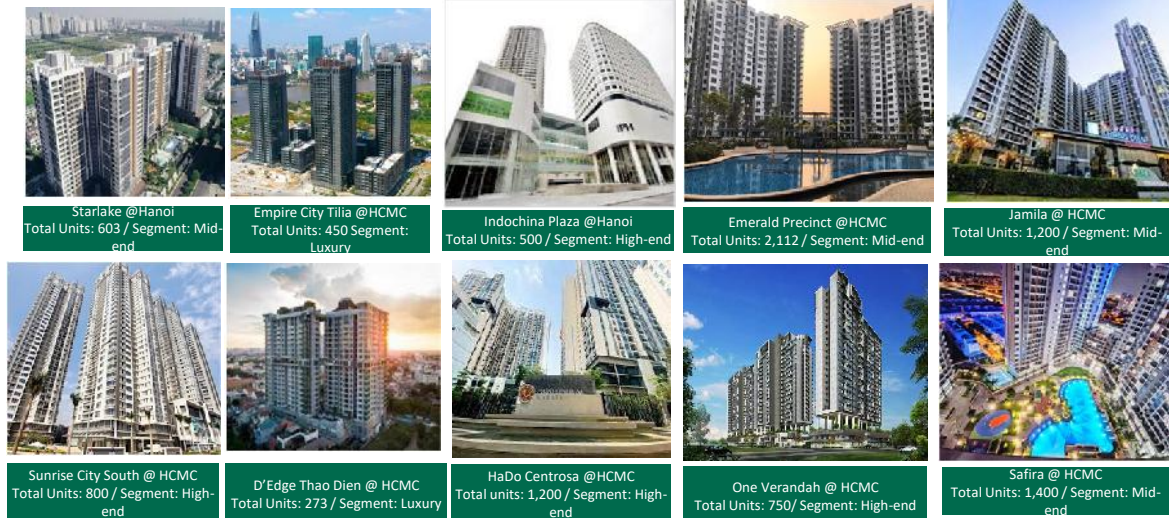 Starlake @Hanoi
Total Units: 603 / Segment: Mid-
end
Empire City Tilia @HCMC
Total Units: 450 Segment:
Luxury
Indochina Plaza @Hanoi
Total Units: 500 / Segment: High-end
Emerald Precinct @HCMC
Total Units: 2,112 / Segment: Mid-end
Jamila @ HCMC
Total Units: 1,200 / Segment: Mid-
end
Sunrise City South @ HCMC
Total Units: 800 / Segment: High-
end
D'Edge Thao Dien @ HCMC
Total Units: 273 / Segment: Luxury
HaDo Centrosa @HCMC
Total units: 1,200 / Segment: High-
end
One Verandah @ HCMC
Total Units: 750/ Segment: High-end
Safira @ HCMC
Total Units: 1,400 / Segment: Mid-
end